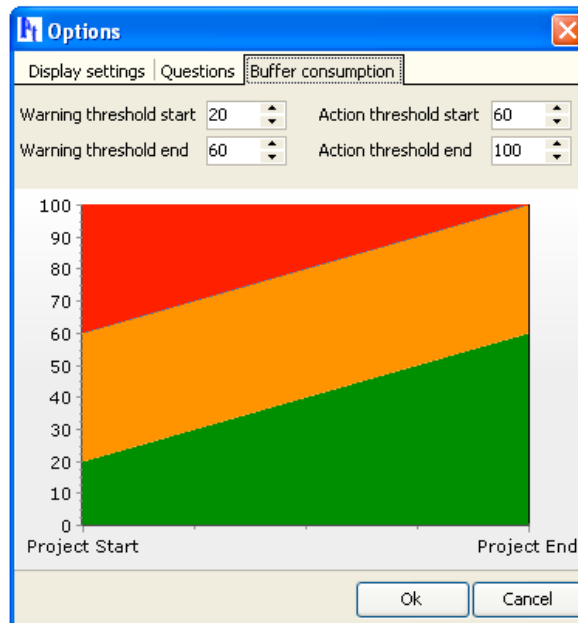 Options
Display settings Questions Buffer consumption
Warning threshold start 20 Action threshold start 60
Warning threshold end 60 Action threshold end 100
100
90
80
70
60
50
40
30
20
10
0
Project Start Project End
Ok Cancel